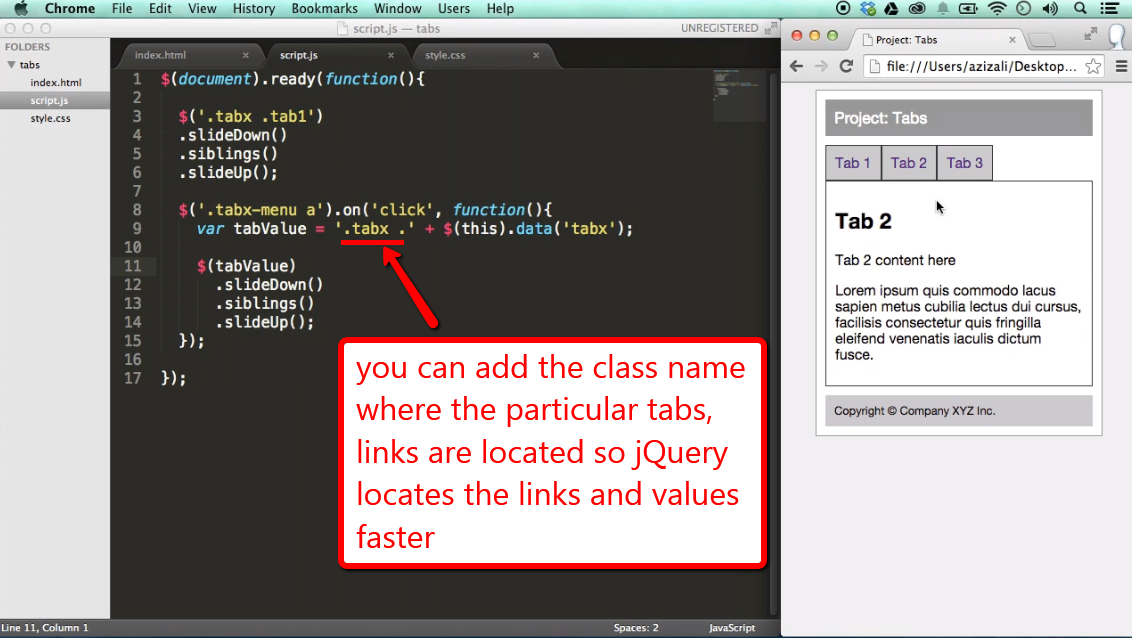 Chrome File Edit View History Bookmarks Window Users Help
script.js — tabs
UNREGISTERED
FOLDERS
tabs
index.html
script.js
style.css
index.html × script.js × style.css ×
1 $(document).ready(function(){
2
3 $('.tabx .tab1')
4 .slideDown()
5 .siblings()
6 .slideUp();
7
8 $('.tabx-menu a').on('click', function(){
9 var tabValue = '.tabx .' + $(this).data('tabx');
10
11 $(tabValue)
12 .slideDown()
13 .siblings()
14 .slideUp();
15 });
16
17 });
you can add the class name
where the particular tabs,
links are located so jQuery
locates the links and values
faster
Line 11, Column 1
Spaces: 2
JavaScript
Project: Tabs ×
file:///Users/azizali/Desktop...
Project: Tabs
Tab 1 Tab 2 Tab 3
Tab 2
Tab 2 content here
Lorem ipsum quis commodo lacus
sapien metus cubilia lectus dui cursus,
facilisis consectetur quis fringilla
eleifend venenatis iaculis dictum
fusce.
Copyright © Company XYZ Inc.